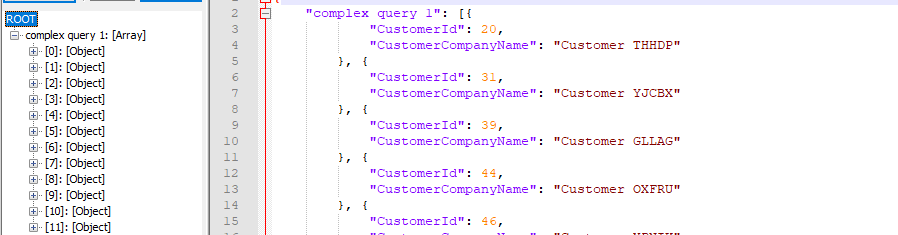 ROOT
complex query 1: [Array]
[0]: [Object]
[1]: [Object]
[2]: [Object]
[3]: [Object]
[4]: [Object]
[5]: [Object]
[6]: [Object]
[7]: [Object]
[8]: [Object]
[9]: [Object]
[10]: [Object]
[11]: [Object]
2 "complex query 1": [{
3 "CustomerId": 20,
4 "CustomerCompanyName": "Customer THHDP"
5 }, {
6 "CustomerId": 31,
7 "CustomerCompanyName": "Customer YJCBX"
8 }, {
9 "CustomerId": 39,
10 "CustomerCompanyName": "Customer GLLAG"
11 }, {
12 "CustomerId": 44,
13 "CustomerCompanyName": "Customer OXFRU"
14 }, {
15 "CustomerId": 46,